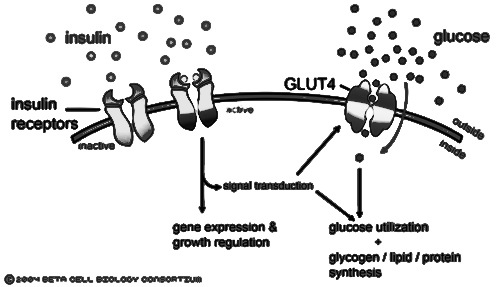 insulin
glucose
GLUT4
insulin
receptors
inactive
active
outside
inside
signal transduction
gene expression &
growth regulation
glucose utilization
+
glycogen / lipid / protein
synthesis
©2004 BETA CELL BIOLOGY CONSORTIUM